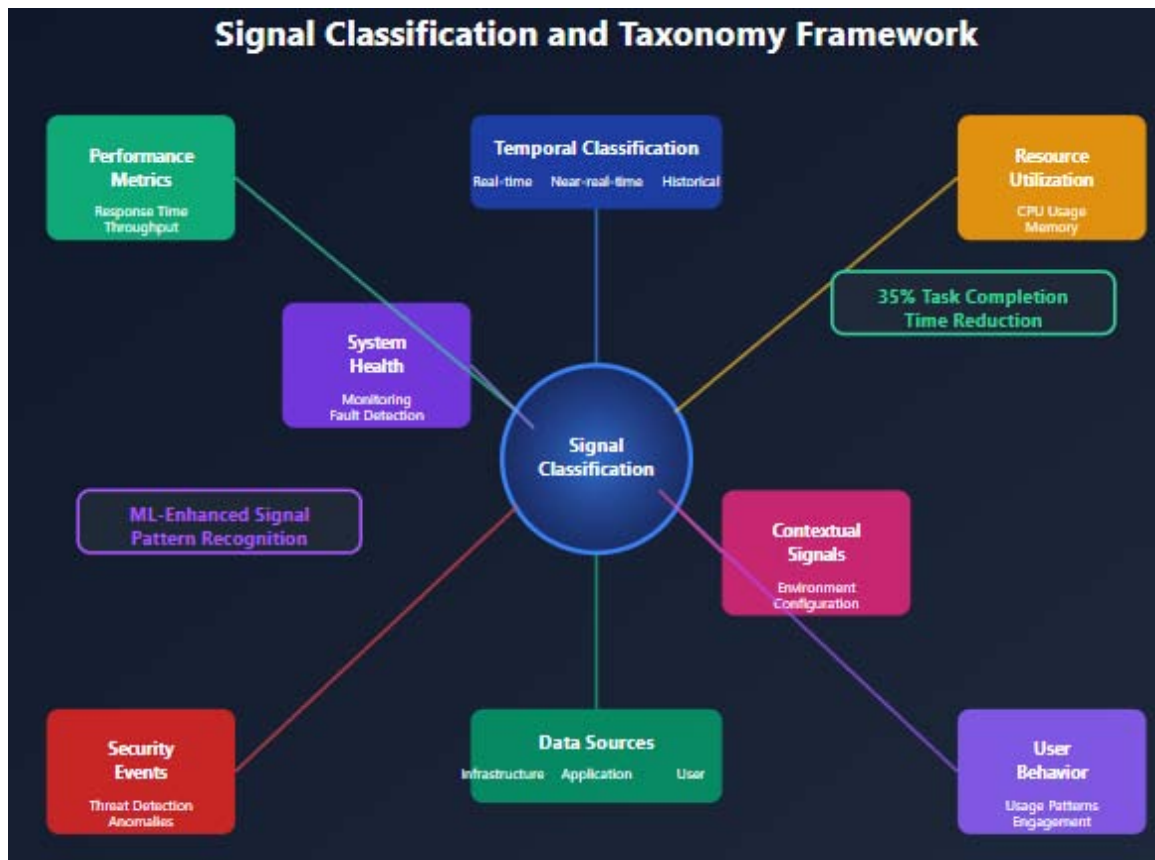 Signal Classification and Taxonomy Framework
Performance
Metrics
Response Time
Throughput
Temporal Classification
Real-time Near-real-time Historical
Resource
Utilization
CPU Usage
Memory
35% Task Completion
Time Reduction
System
Health
Monitoring
Fault Detection
Signal
Classification
ML-Enhanced Signal
Pattern Recognition
Contextual
Signals
Environment
Configuration
Security
Events
Threat Detection
Anomalies
Data Sources
Infrastructure Application User
User
Behavior
Usage Patterns
Engagement